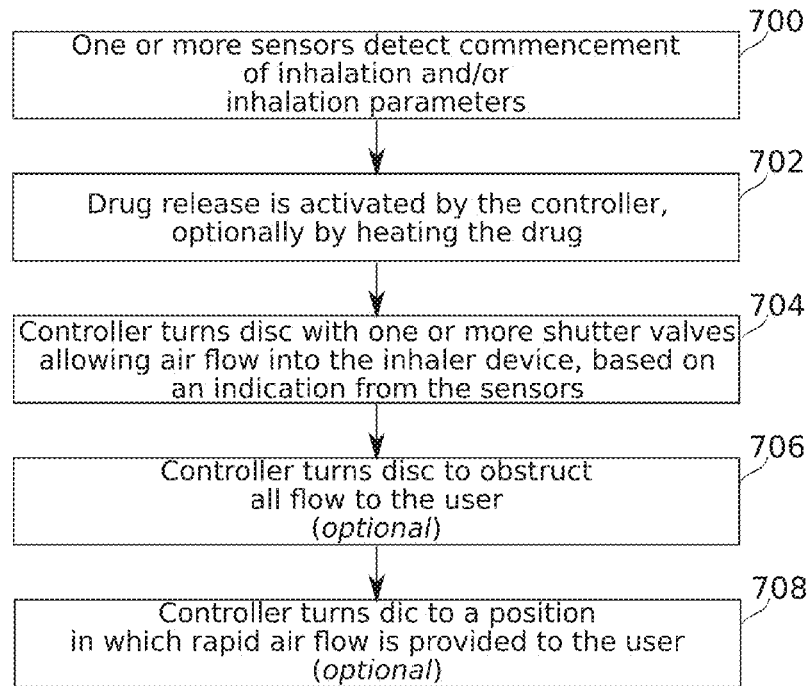 700
One or more sensors detect commencement
of inhalation and/or
inhalation parameters
702
Drug release is activated by the controller,
optionally by heating the drug
704
Controller turns disc with one or more shutter valves
allowing air flow into the inhaler device, based on
an indication from the sensors
706
Controller turns disc to obstruct
all flow to the user
(optional)
708
Controller turns dic to a position
in which rapid air flow is provided to the user
(optional)